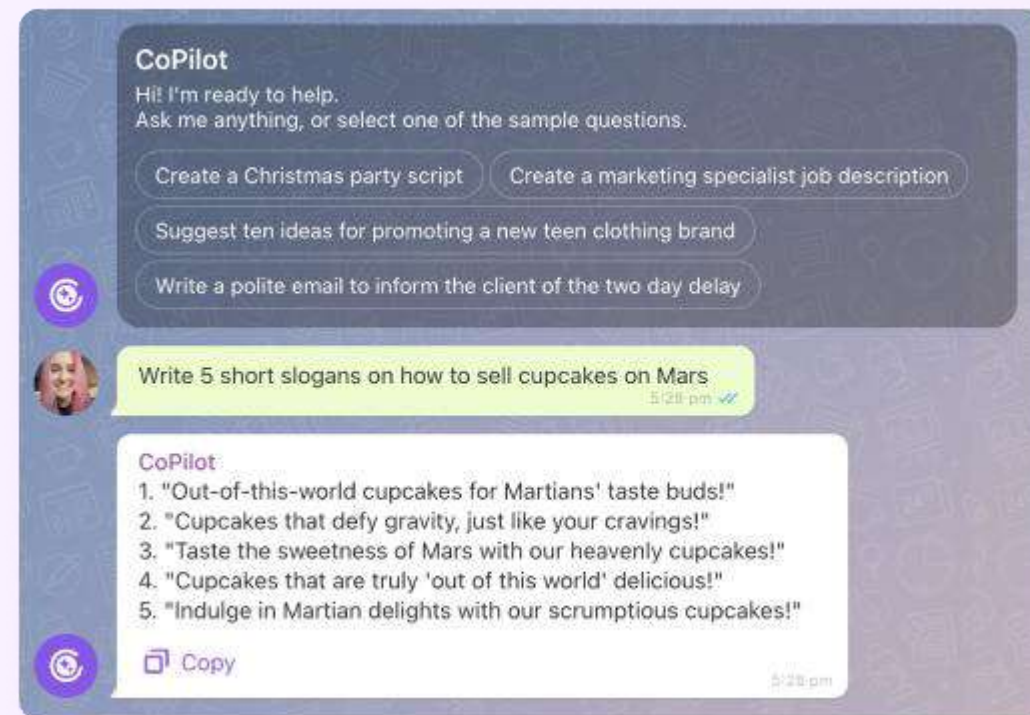 CoPilot
Hi! I'm ready to help.
Ask me anything, or select one of the sample questions.
Create a Christmas party script
Create a marketing specialist job description
Suggest ten ideas for promoting a new teen clothing brand
Write a polite email to inform the client of the two day delay
Write 5 short slogans on how to sell cupcakes on Mars
5:28 pm
CoPilot
1. "Out-of-this-world cupcakes for Martians' taste buds!"
2. "Cupcakes that defy gravity, just like your cravings!"
3. "Taste the sweetness of Mars with our heavenly cupcakes!"
4. "Cupcakes that are truly 'out of this world' delicious!"
5. "Indulge in Martian delights with our scrumptious cupcakes!"
Copy
5:28 pm